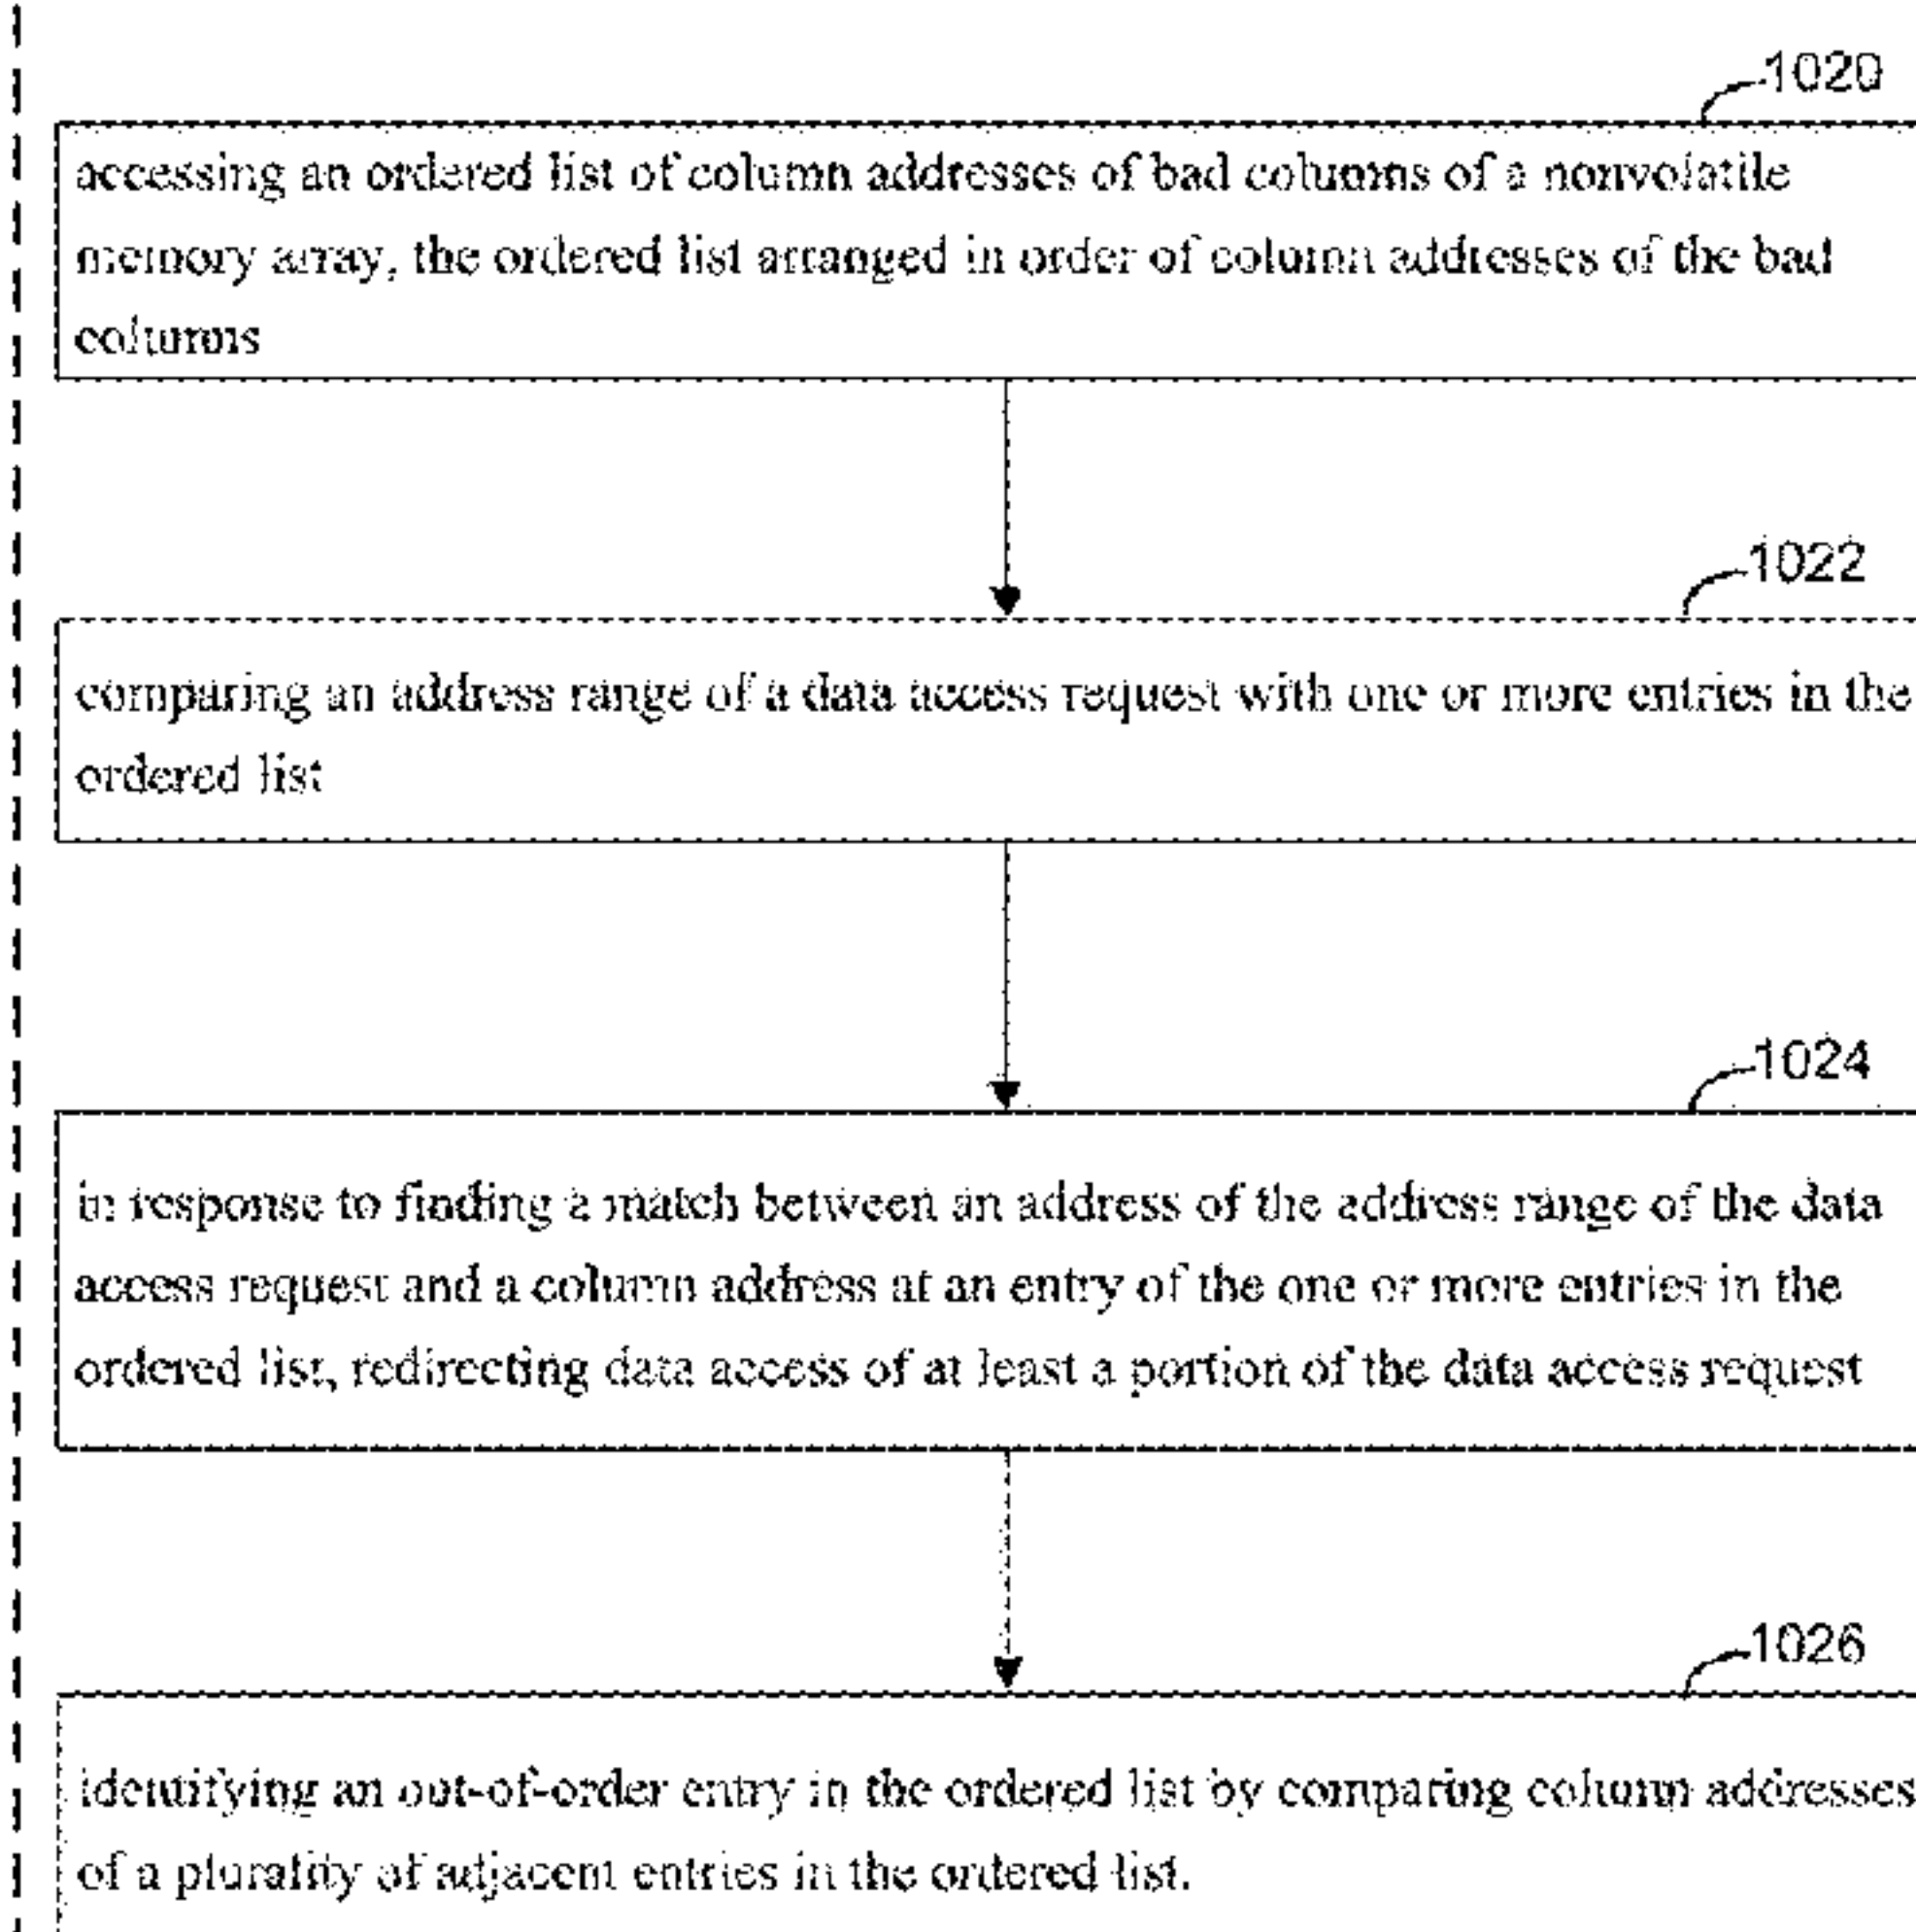 1020
accessing an ordered list of column addresses of bad columns of a nonvolatile
memory array, the ordered list arranged in order of column addresses of the bad
columns
1022
comparing an address range of a data access request with one or more entries in the
ordered list
1024
in response to finding a match between an address of the address range of the data
access request and a column address at an entry of the one or more entries in the
ordered list, redirecting data access of at least a portion of the data access request
1026
identifying an out-of-order entry in the ordered list by comparing column addresses
of a plurality of adjacent entries in the ordered list.